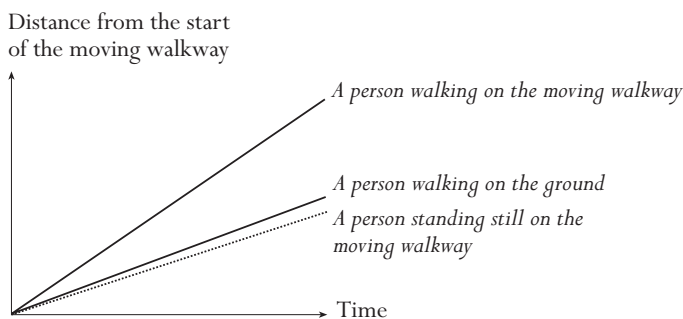 Distance from the start
of the moving walkway
A person walking on the moving walkway
A person walking on the ground
A person standing still on the
moving walkway
Time